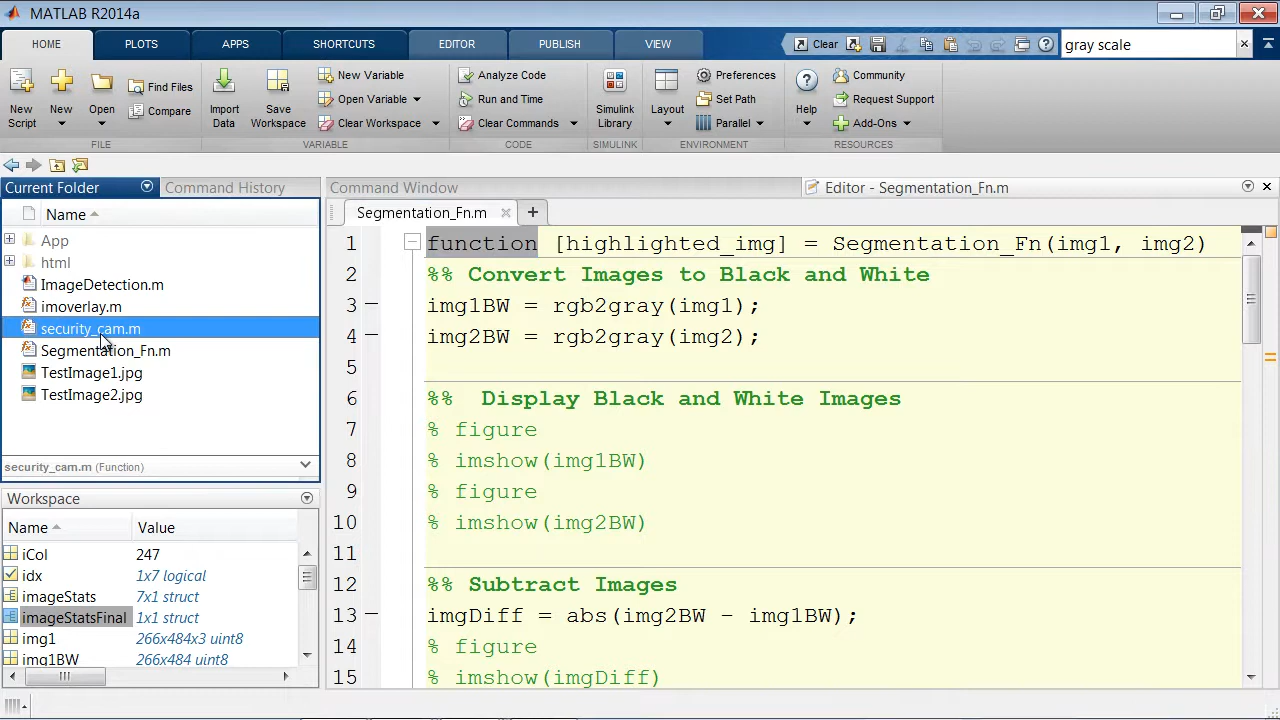 MATLAB R2014a
HOME PLOTS APPS SHORTCUTS EDITOR PUBLISH VIEW Clear gray scale
New Script
New
Open
Find Files
Compare
FILE
Import Data
Save Workspace
New Variable
Open Variable
Clear Workspace
VARIABLE
Analyze Code
Run and Time
Clear Commands
CODE
Simulink Library
SIMULINK
Layout
Preferences
Set Path
Parallel
ENVIRONMENT
Help
Community
Request Support
Add-Ons
RESOURCES
Current Folder Command History
Name
App
html
ImageDetection.m
imoverlay.m
security_cam.m
Segmentation_Fn.m
TestImage1.jpg
TestImage2.jpg
security_cam.m (Function)
Workspace
Name Value
iCol 247
idx 1x7 logical
imageStats 7x1 struct
imageStatsFinal 1x1 struct
img1 266x484x3 uint8
img1BW 266x484 uint8
Command Window Editor - Segmentation_Fn.m
Segmentation_Fn.m
1 function [highlighted_img] = Segmentation_Fn(img1, img2)
2 %% Convert Images to Black and White
3 img1BW = rgb2gray(img1);
4 img2BW = rgb2gray(img2);
5
6 %% Display Black and White Images
7 % figure
8 % imshow(img1BW)
9 % figure
10 % imshow(img2BW)
11
12 %% Subtract Images
13 imgDiff = abs(img2BW - img1BW);
14 % figure
15 % imshow(imgDiff)